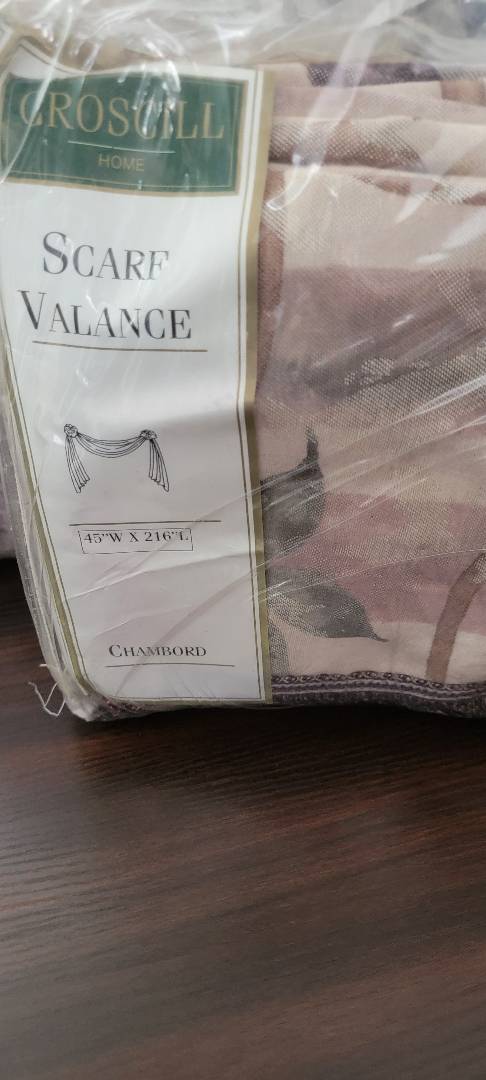 CROSCILL
HOME
SCARF
VALANCE
45"W X 216"L
CHAMBORD